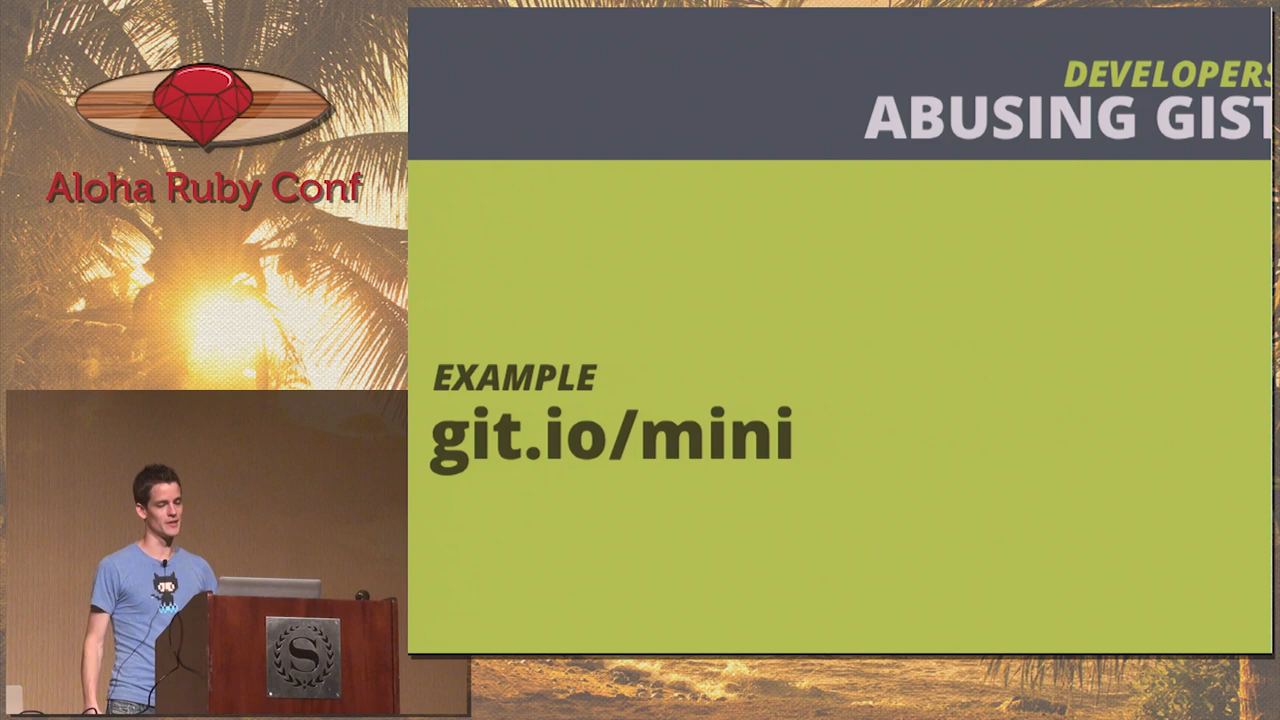 Aloha Ruby Conf
DEVELOPERS
ABUSING GIST
EXAMPLE
git.io/mini
S